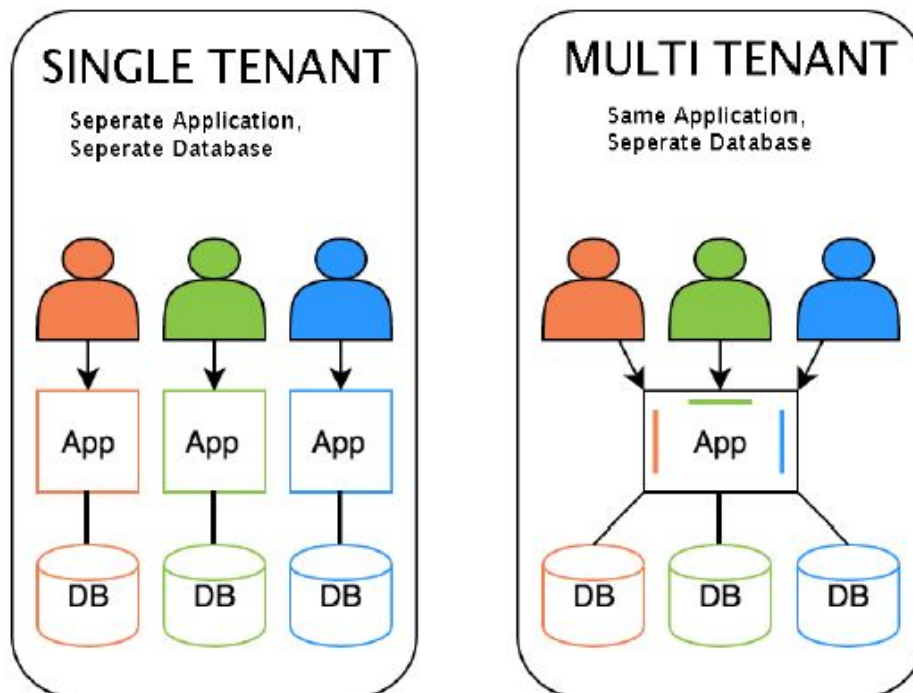 SINGLE TENANT
Seperate Application,
Seperate Database
App
App
App
DB
DB
DB
MULTI TENANT
Same Application,
Seperate Database
App
DB
DB
DB